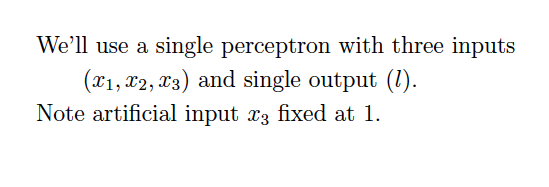 We'll use a single perceptron with three inputs
(x₁, x₂, x₃) and single output (l).
Note artificial input x₃ fixed at 1.